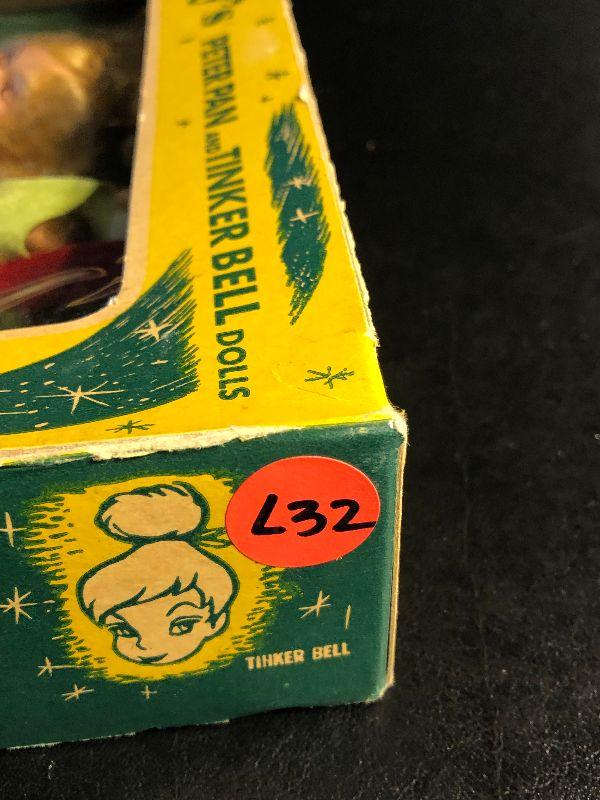 PETER PAN AND TINKER BELL DOLLS
L32
TINKER BELL